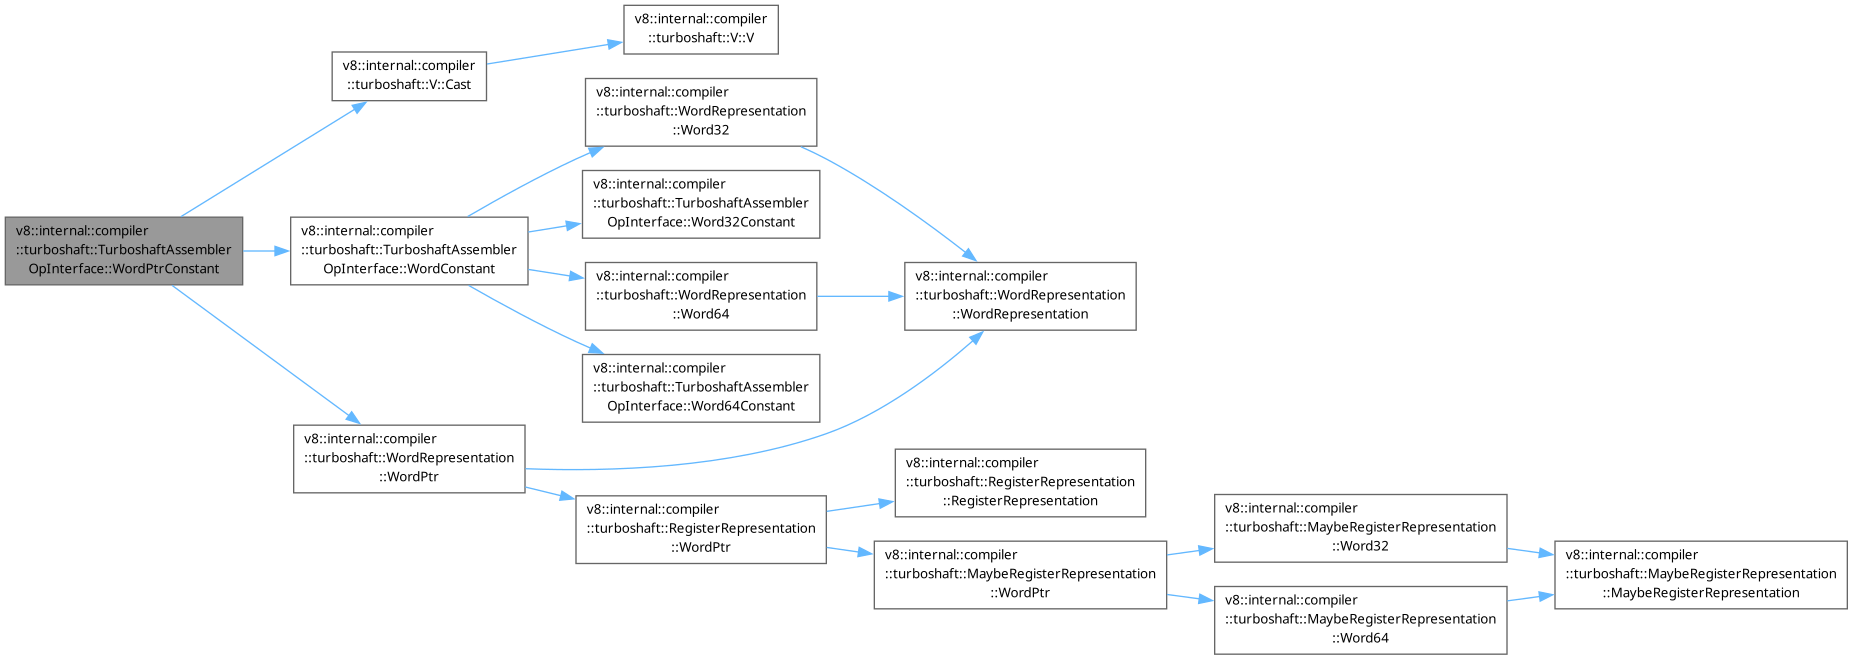 v8::internal::compiler
::turboshaft::TurboshaftAssembler
OpInterface::WordPtrConstant
v8::internal::compiler
::turboshaft::V::Cast
v8::internal::compiler
::turboshaft::V::V
v8::internal::compiler
::turboshaft::TurboshaftAssembler
OpInterface::WordConstant
v8::internal::compiler
::turboshaft::WordRepresentation
::Word32
v8::internal::compiler
::turboshaft::TurboshaftAssembler
OpInterface::Word32Constant
v8::internal::compiler
::turboshaft::WordRepresentation
::Word64
v8::internal::compiler
::turboshaft::TurboshaftAssembler
OpInterface::Word64Constant
v8::internal::compiler
::turboshaft::WordRepresentation
::WordRepresentation
v8::internal::compiler
::turboshaft::WordRepresentation
::WordPtr
v8::internal::compiler
::turboshaft::RegisterRepresentation
::WordPtr
v8::internal::compiler
::turboshaft::RegisterRepresentation
::RegisterRepresentation
v8::internal::compiler
::turboshaft::MaybeRegisterRepresentation
::WordPtr
v8::internal::compiler
::turboshaft::MaybeRegisterRepresentation
::Word32
v8::internal::compiler
::turboshaft::MaybeRegisterRepresentation
::Word64
v8::internal::compiler
::turboshaft::MaybeRegisterRepresentation
::MaybeRegisterRepresentation